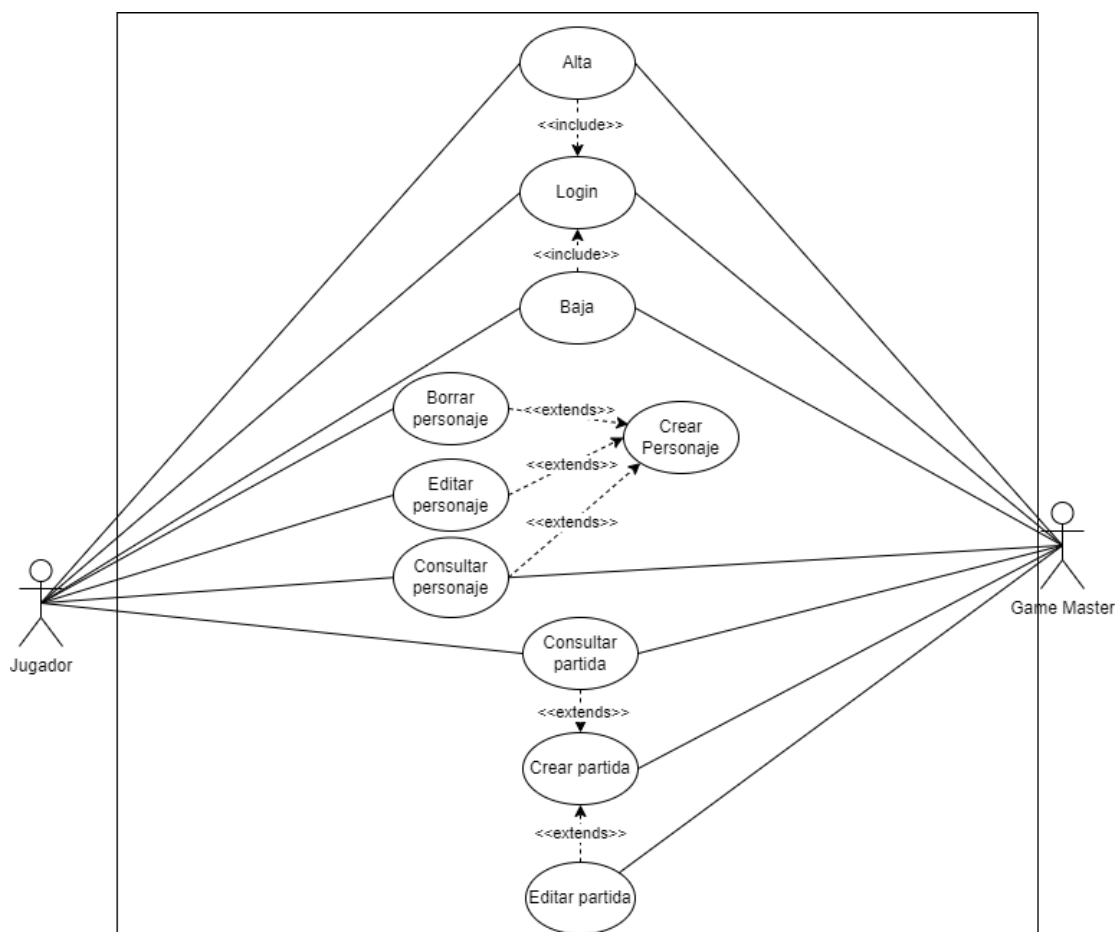 Alta
<<include>>
Login
<<include>>
Baja
Borrar
personaje
<<extends>>
Crear
Personaje
Editar
personaje
<<extends>>
<<extends>>
Consultar
personaje
Game Master
Jugador
Consultar
partida
<<extends>>
Crear partida
<<extends>>
Editar partida